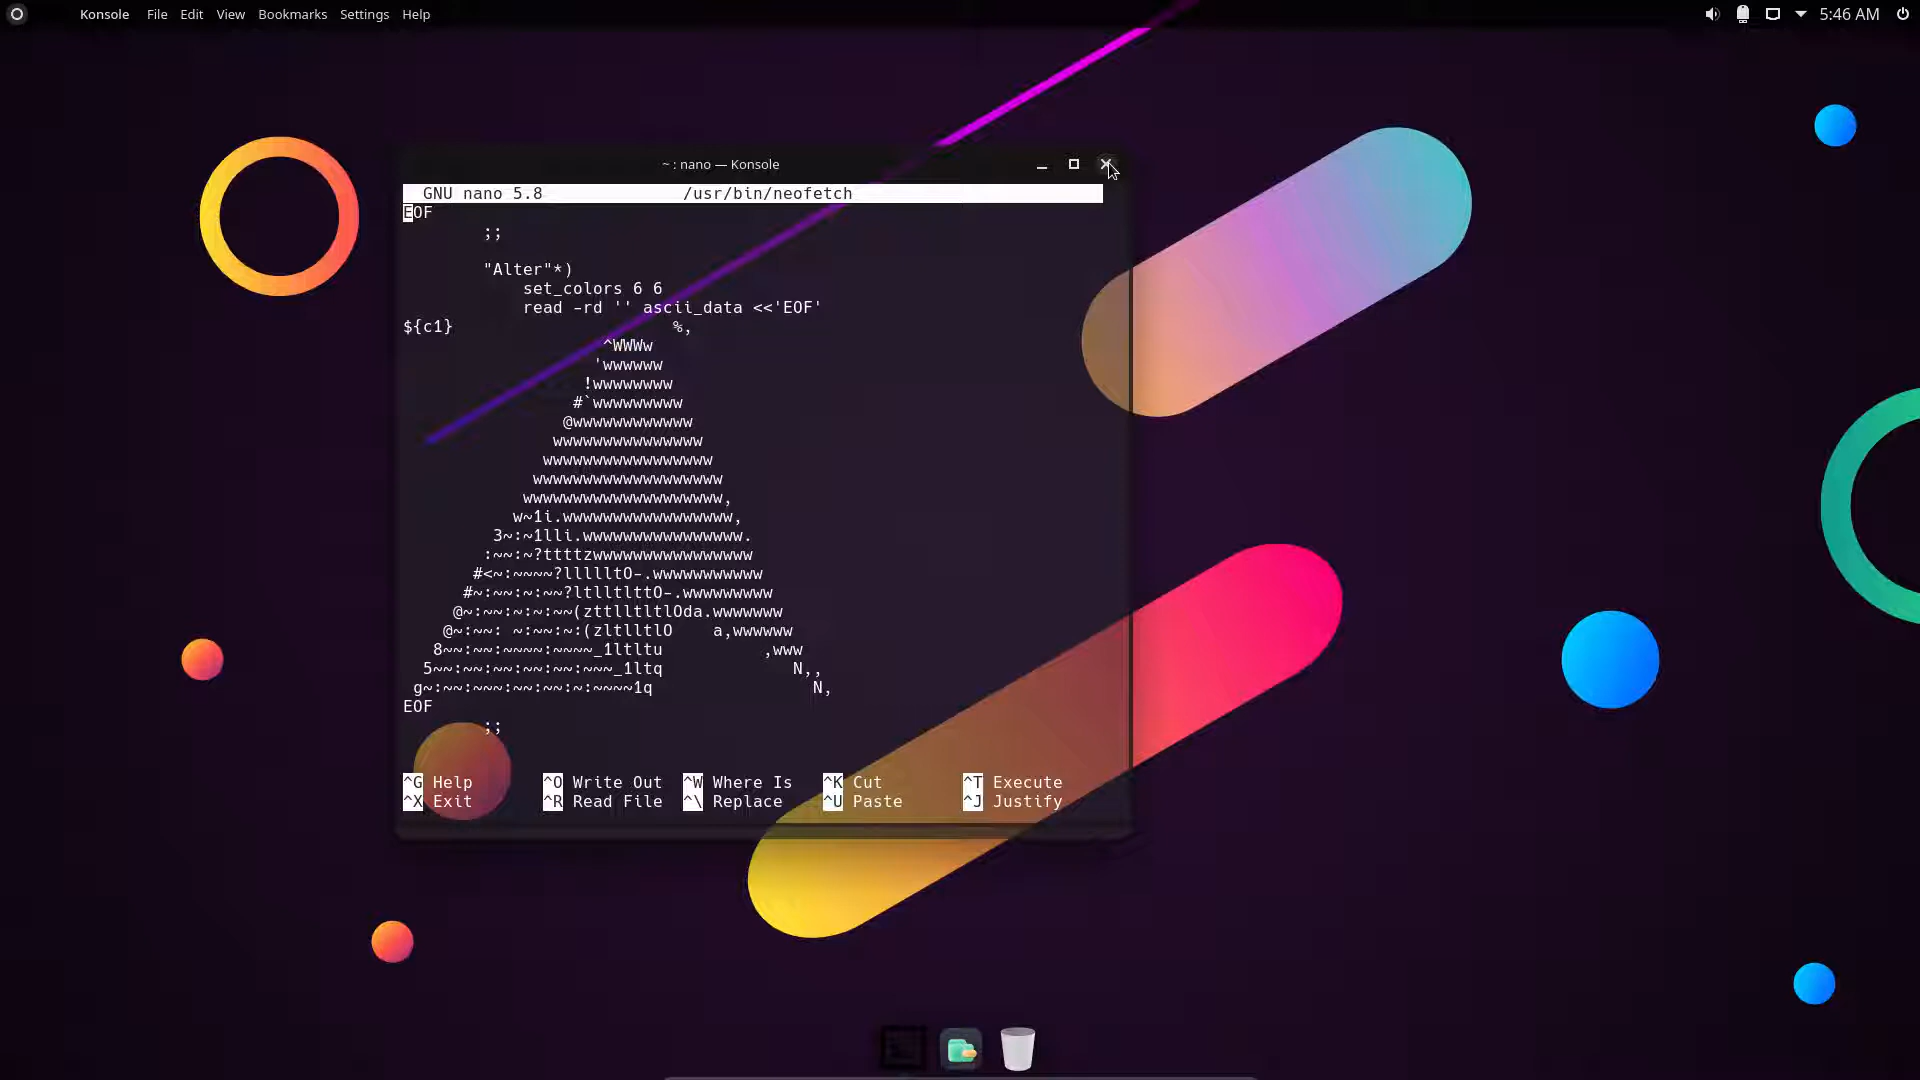 Konsole File Edit View Bookmarks Settings Help 5:46 AM
~ : nano — Konsole
GNU nano 5.8 /usr/bin/neofetch
EOF
;;
"Alter"*)
set_colors 6 6
read -rd '' ascii_data <<'EOF'
${c1}                      %,
^WWWw
'wwwwww
!wwwwwwww
#`wwwwwwwww
@wwwwwwwwwwww
wwwwwwwwwwwwwww
wwwwwwwwwwwwwwwww
wwwwwwwwwwwwwwwwwww
wwwwwwwwwwwwwwwwwwww,
w~1i.wwwwwwwwwwwwwwwww,
3~:~1lli.wwwwwwwwwwwwwwww.
:~~:~?ttttzwwwwwwwwwwwwwwww
#<~:~~~~?llllltO-.wwwwwwwwwww
#~:~~:~:~~?ltlltlttO-.wwwwwwwww
@~:~~:~:~:~~(zttlltltlOda.wwwwwww
@~:~~: ~:~~:~:(zltlltlO    a,wwwwww
8~~:~~:~~~~:~~~~_1ltltu          ,www
5~~:~~:~~:~~:~~:~~~_1ltq             N,,
g~:~~:~~~:~~:~~:~:~~~~1q                N,
EOF
;;
^G Help ^O Write Out ^W Where Is ^K Cut ^T Execute
^X Exit ^R Read File ^\ Replace ^U Paste ^J Justify